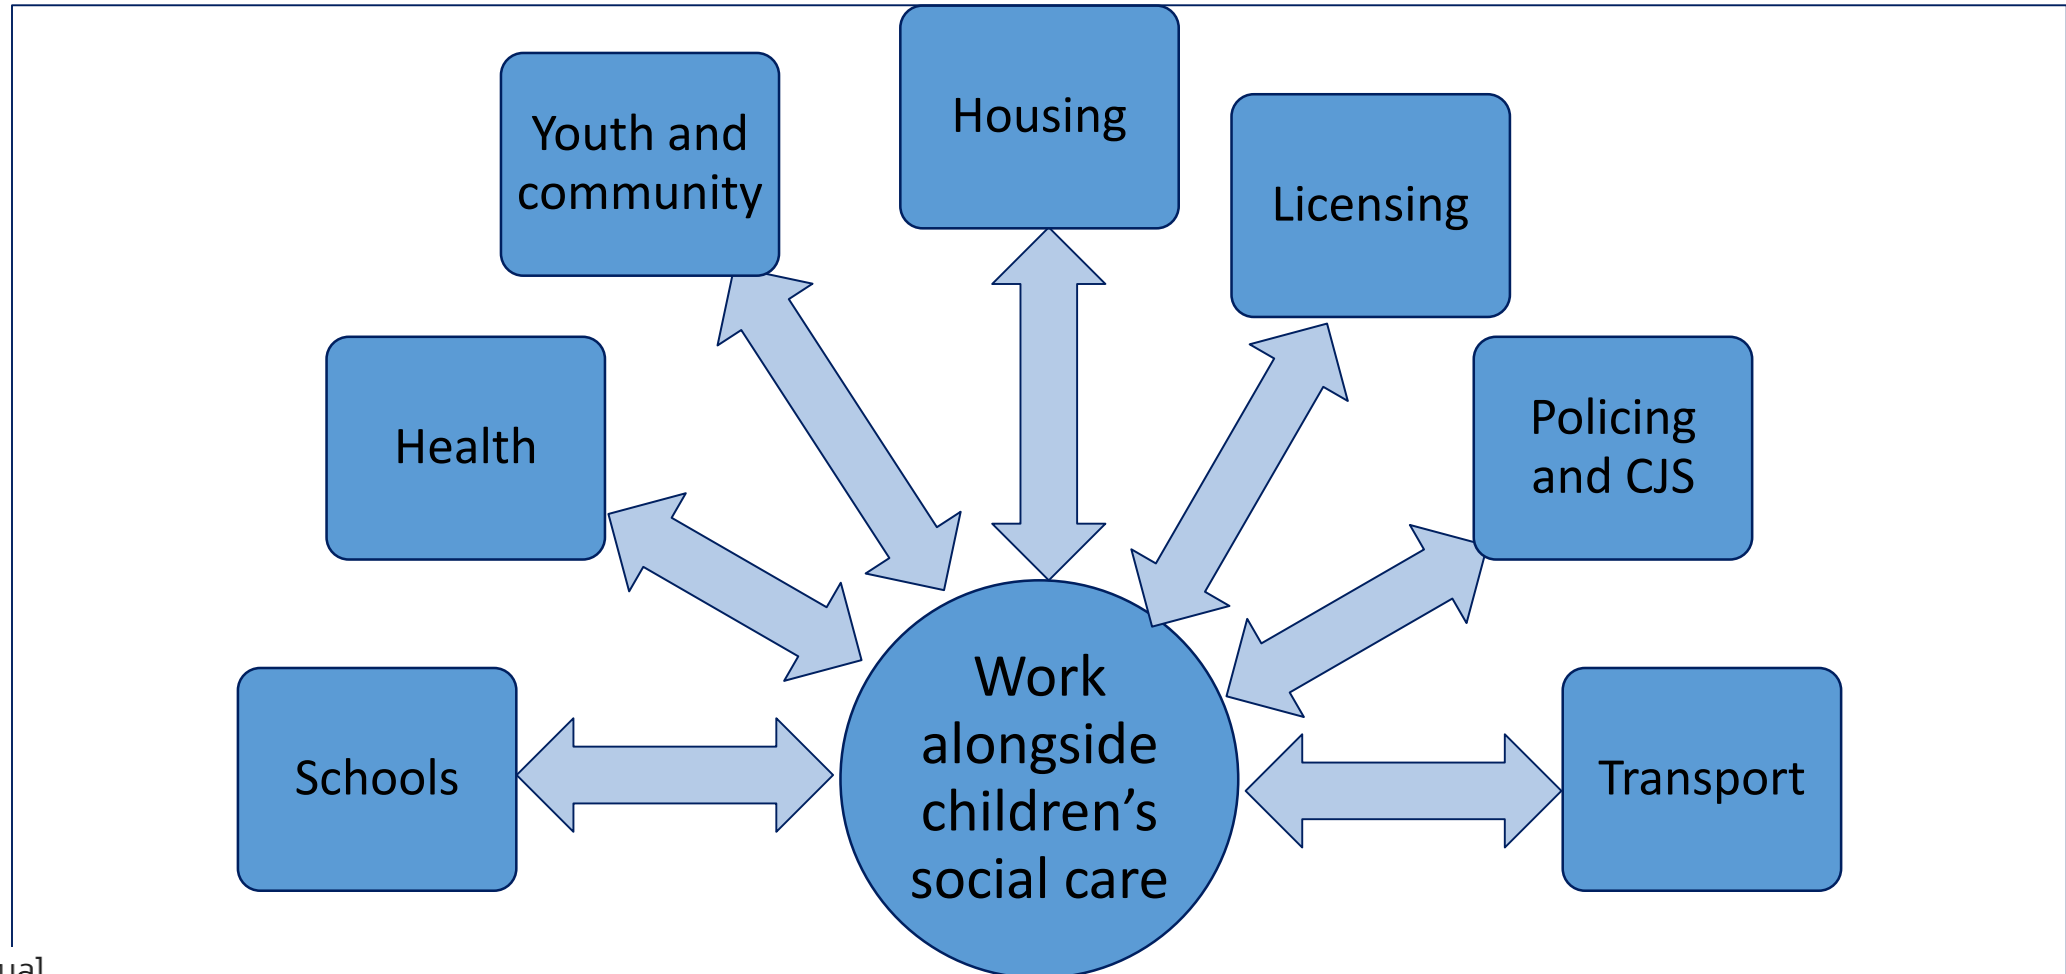 Housing
Youth and
community
Licensing
Health
Policing
and CJS
Schools
Work
alongside
children’s
social care
Transport